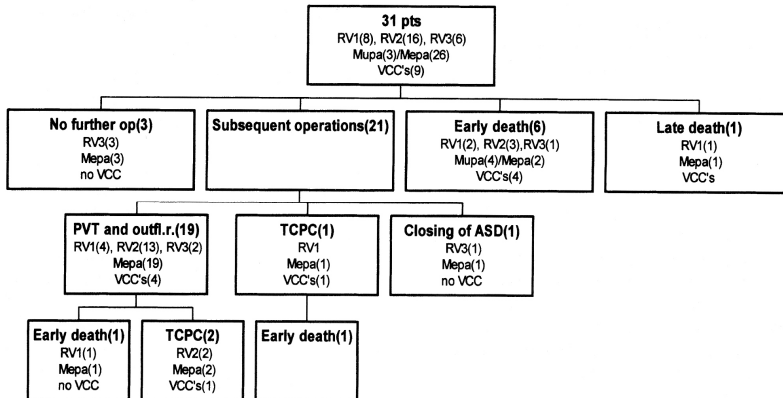 31 pts
RV1(8), RV2(16), RV3(6)
Mupa(3)/Mepa(26)
VCC's(9)
No further op(3)
RV3(3)
Mepa(3)
no VCC
Subsequent operations(21)
Early death(6)
RV1(2), RV2(3),RV3(1)
Mupa(4)/Mepa(2)
VCC's(4)
Late death(1)
RV1(1)
Mepa(1)
VCC's
PVT and outfl.r.(19)
RV1(4), RV2(13), RV3(2)
Mepa(19)
VCC's(4)
TCPC(1)
RV1
Mepa(1)
VCC's(1)
Closing of ASD(1)
RV3(1)
Mepa(1)
no VCC
Early death(1)
RV1(1)
Mepa(1)
no VCC
TCPC(2)
RV2(2)
Mepa(2)
VCC's(1)
Early death(1)